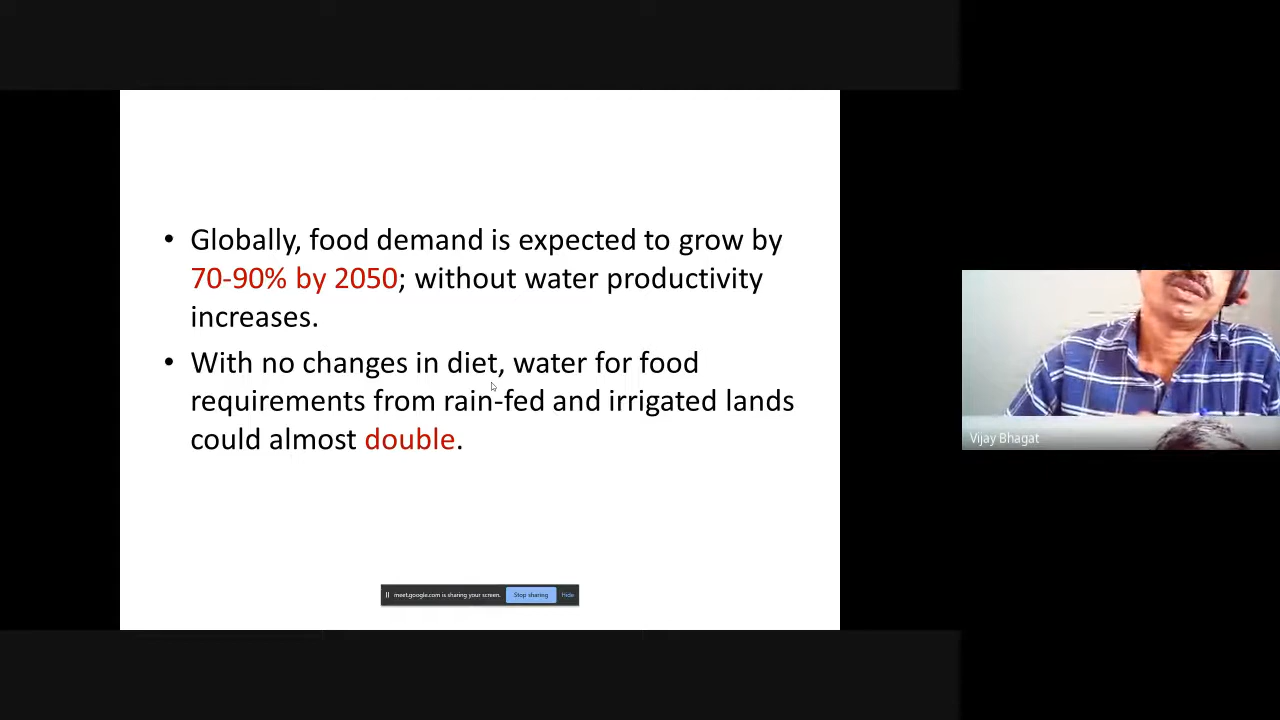 • Globally, food demand is expected to grow by
70-90% by 2050; without water productivity
increases.
• With no changes in diet, water for food
requirements from rain-fed and irrigated lands
could almost double.
Vijay Bhagat
meet.google.com is sharing your screen. Stop sharing Hide